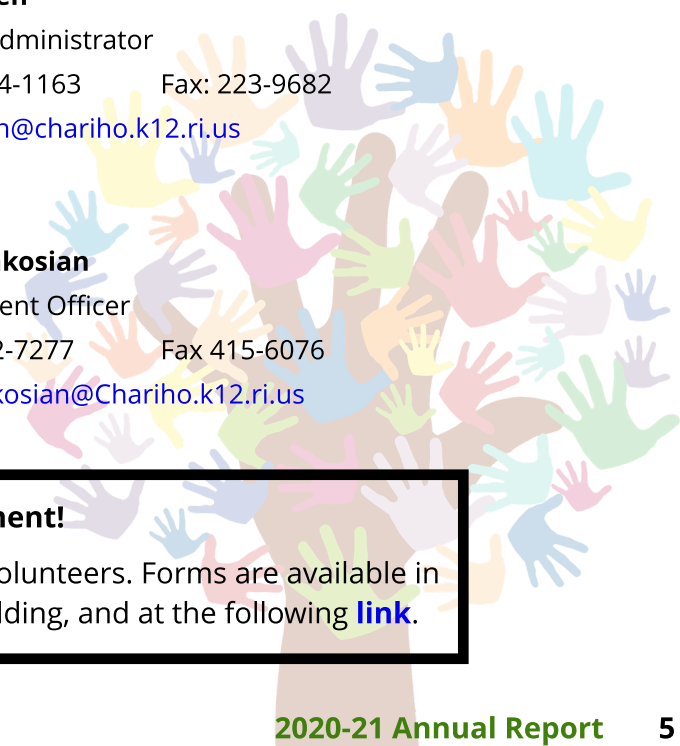 dministrator
4-1163 Fax: 223-9682
n@chariho.k12.ri.us
kosian
ent Officer
2-7277 Fax 415-6076
kosian@Chariho.k12.ri.us
ment!
olunteers. Forms are available in
lding, and at the following link.
2020-21 Annual Report 5